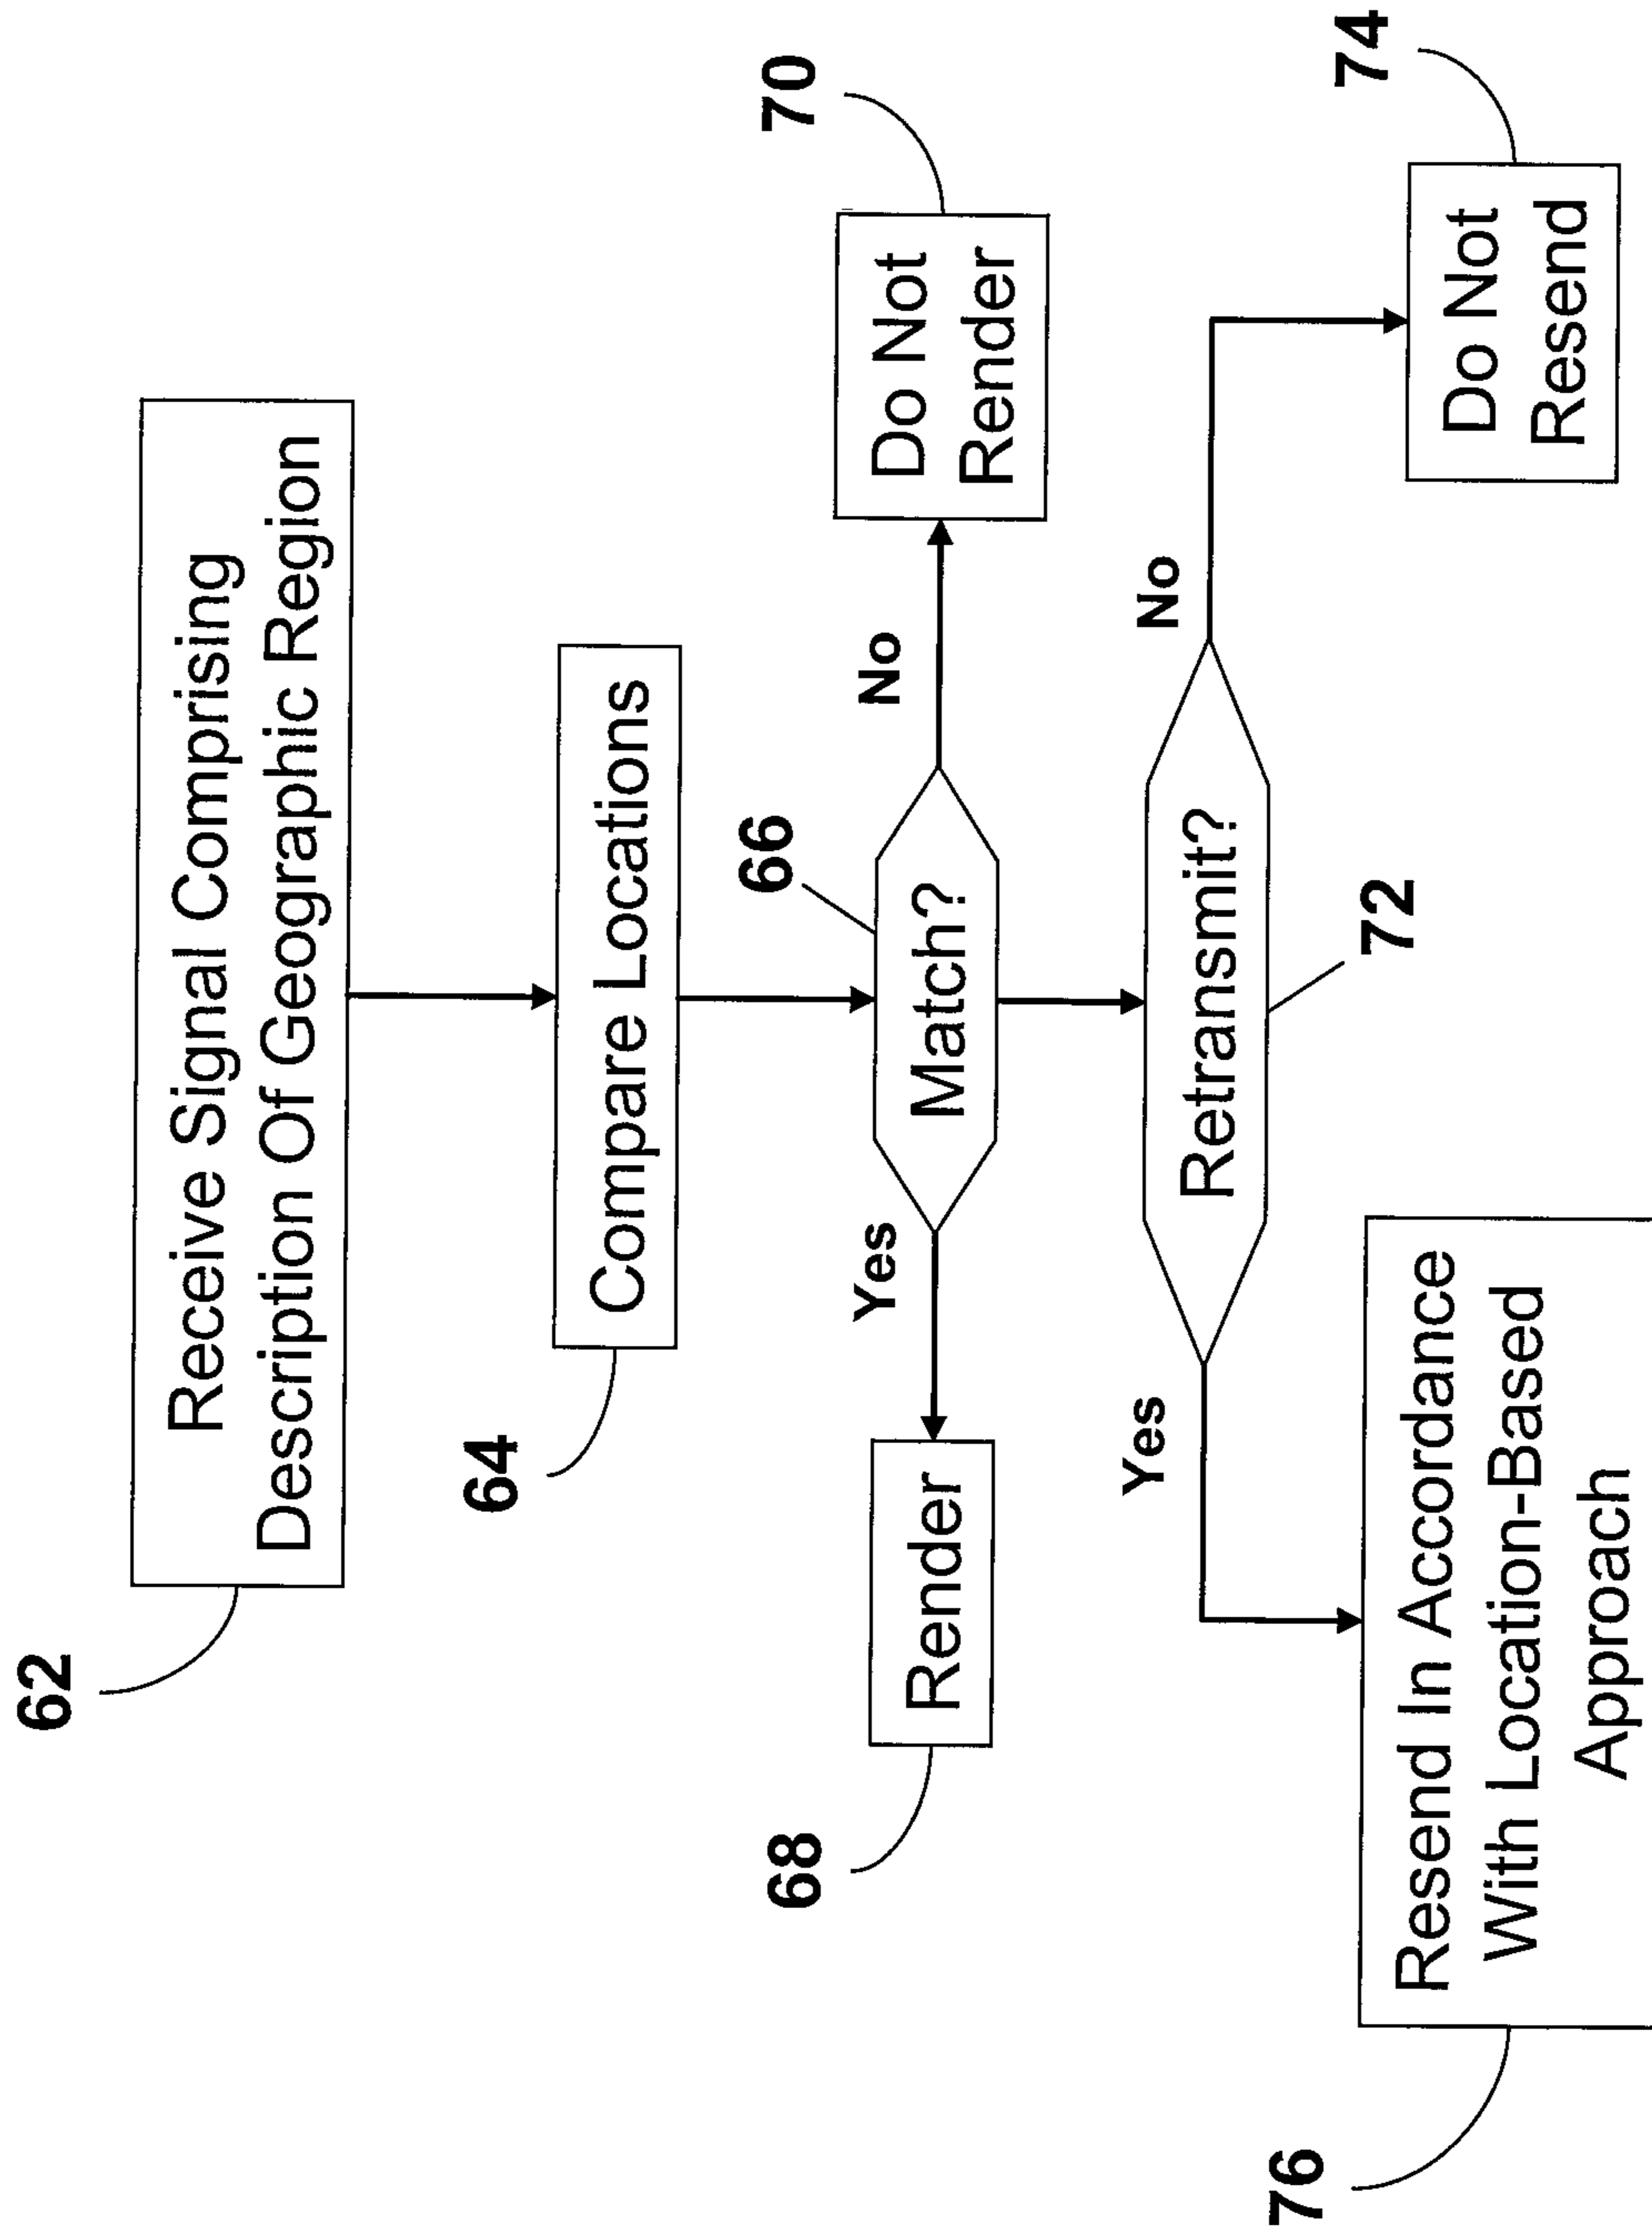 62
Receive Signal Comprising
Description Of Geographic Region
64
Compare Locations
66
Match?
Yes
No
68
Render
70
Do Not
Render
Retransmit?
72
Yes
No
76
Resend In Accordance
With Location-Based
Approach
74
Do Not
Resend